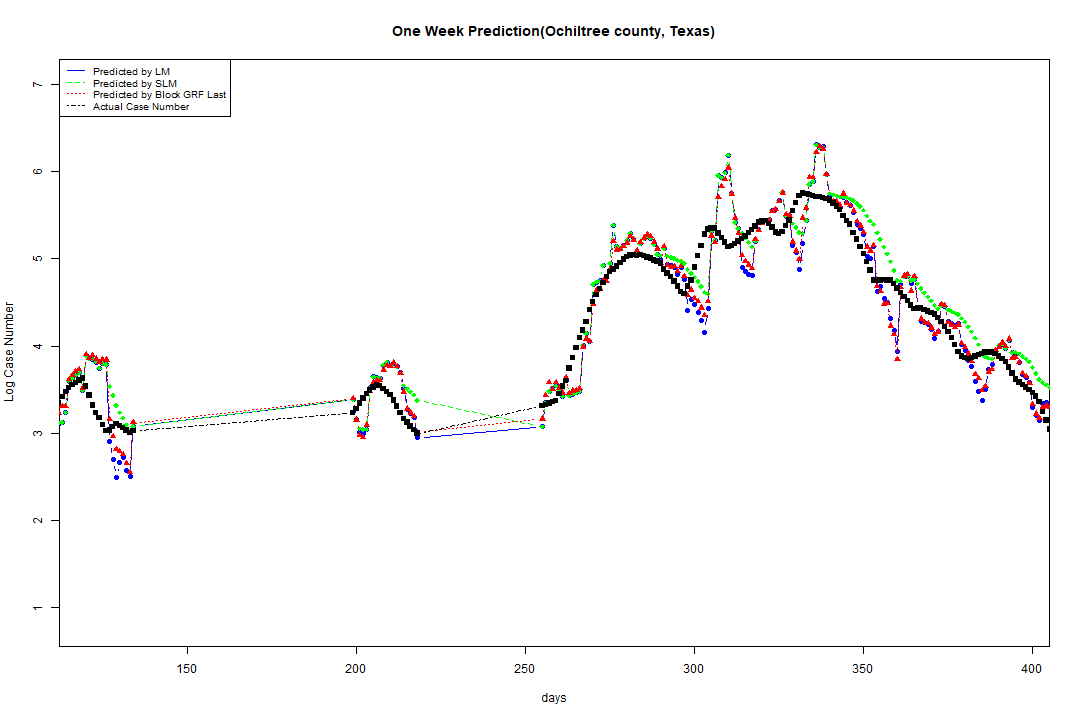 One Week Prediction(Ochiltree county, Texas)
Predicted by LM
Predicted by SLM
Predicted by Block GRF Last
Actual Case Number
7
6
5
4
3
2
1
Log Case Number
150 200 250 300 350 400
days